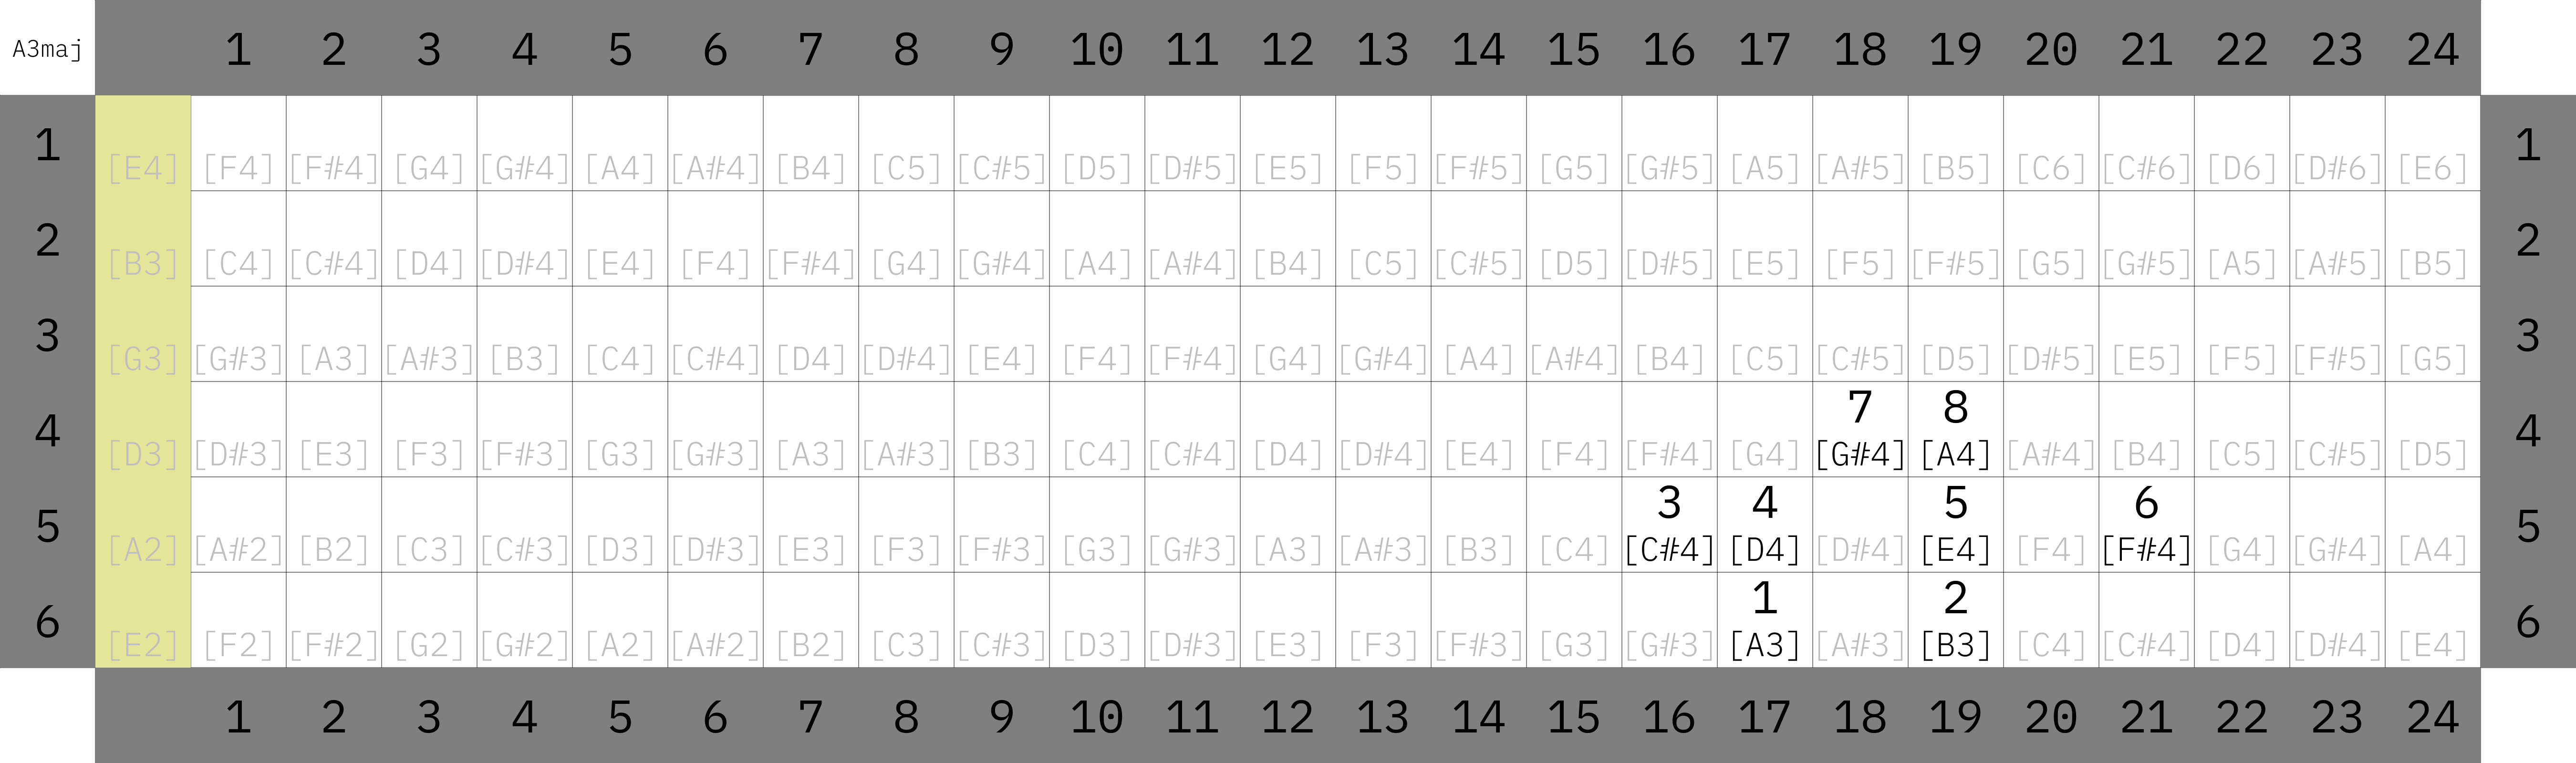 A3maj 1 2 3 4 5 6 7 8 9 10 11 12 13 14 15 16 17 18 19 20 21 22 23 24
1 [E4] [F4] [F#4] [G4] [G#4] [A4] [A#4] [B4] [C5] [C#5] [D5] [D#5] [E5] [F5] [F#5] [G5] [G#5] [A5] [A#5] [B5] [C6] [C#6] [D6] [D#6] [E6] 1
2 [B3] [C4] [C#4] [D4] [D#4] [E4] [F4] [F#4] [G4] [G#4] [A4] [A#4] [B4] [C5] [C#5] [D5] [D#5] [E5] [F5] [F#5] [G5] [G#5] [A5] [A#5] [B5] 2
3 [G3] [G#3] [A3] [A#3] [B3] [C4] [C#4] [D4] [D#4] [E4] [F4] [F#4] [G4] [G#4] [A4] [A#4] [B4] [C5] [C#5] [D5] [D#5] [E5] [F5] [F#5] [G5] 3
7 8
4 [D3] [D#3] [E3] [F3] [F#3] [G3] [G#3] [A3] [A#3] [B3] [C4] [C#4] [D4] [D#4] [E4] [F4] [F#4] [G4] [G#4] [A4] [A#4] [B4] [C5] [C#5] [D5] 4
3 4 5 6
5 [A2] [A#2] [B2] [C3] [C#3] [D3] [D#3] [E3] [F3] [F#3] [G3] [G#3] [A3] [A#3] [B3] [C4] [C#4] [D4] [D#4] [E4] [F4] [F#4] [G4] [G#4] [A4] 5
1 2
6 [E2] [F2] [F#2] [G2] [G#2] [A2] [A#2] [B2] [C3] [C#3] [D3] [D#3] [E3] [F3] [F#3] [G3] [G#3] [A3] [A#3] [B3] [C4] [C#4] [D4] [D#4] [E4] 6
1 2 3 4 5 6 7 8 9 10 11 12 13 14 15 16 17 18 19 20 21 22 23 24